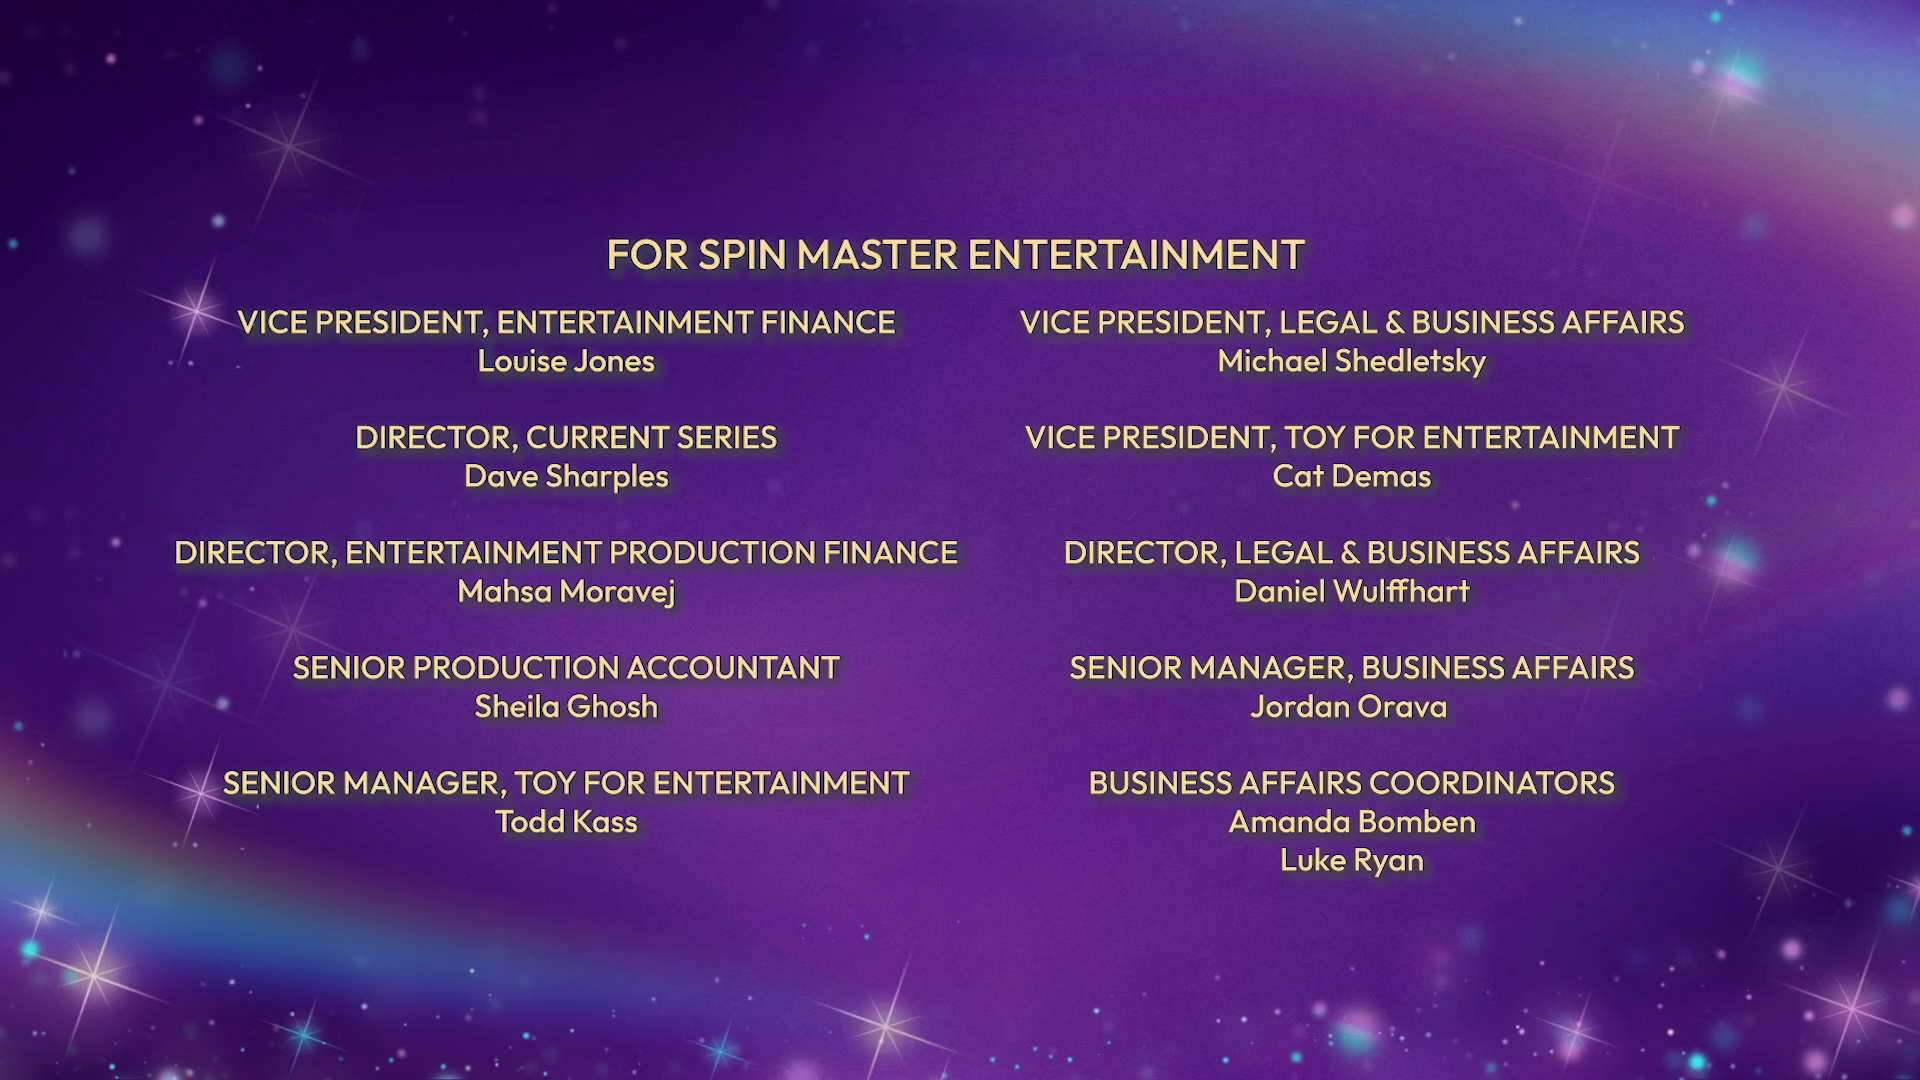 FOR SPIN MASTER ENTERTAINMENT
VICE PRESIDENT, ENTERTAINMENT FINANCE
Louise Jones
DIRECTOR, CURRENT SERIES
Dave Sharples
DIRECTOR, ENTERTAINMENT PRODUCTION FINANCE
Mahsa Moravej
SENIOR PRODUCTION ACCOUNTANT
Sheila Ghosh
SENIOR MANAGER, TOY FOR ENTERTAINMENT
Todd Kass
VICE PRESIDENT, LEGAL & BUSINESS AFFAIRS
Michael Shedletsky
VICE PRESIDENT, TOY FOR ENTERTAINMENT
Cat Demas
DIRECTOR, LEGAL & BUSINESS AFFAIRS
Daniel Wulffhart
SENIOR MANAGER, BUSINESS AFFAIRS
Jordan Orava
BUSINESS AFFAIRS COORDINATORS
Amanda Bomben
Luke Ryan